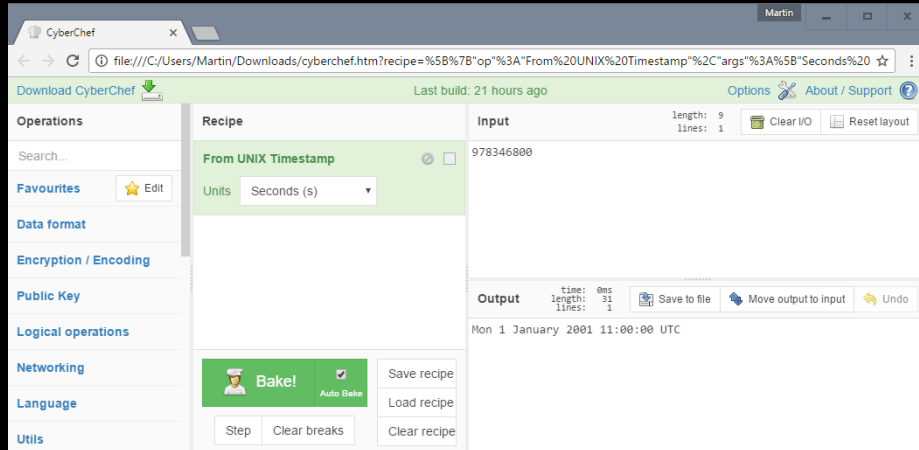 Martin
CyberChef
file:///C:/Users/Martin/Downloads/cyberchef.htm?recipe=%5B%7B"op"%3A"From%20UNIX%20Timestamp"%2C"args"%3A%5B"Seconds%20
Download CyberChef
Last build: 21 hours ago
Options
About / Support
Operations
Search...
Favourites
Edit
Data format
Encryption / Encoding
Public Key
Logical operations
Networking
Language
Utils
Recipe
From UNIX Timestamp
Units
Seconds (s)
Bake!
Auto Bake
Step
Clear breaks
Save recipe
Load recipe
Clear recipe
Input
length: 9
lines: 1
Clear I/O
Reset layout
978346800
Output
time: 0ms
length: 31
lines: 1
Save to file
Move output to input
Undo
Mon 1 January 2001 11:00:00 UTC